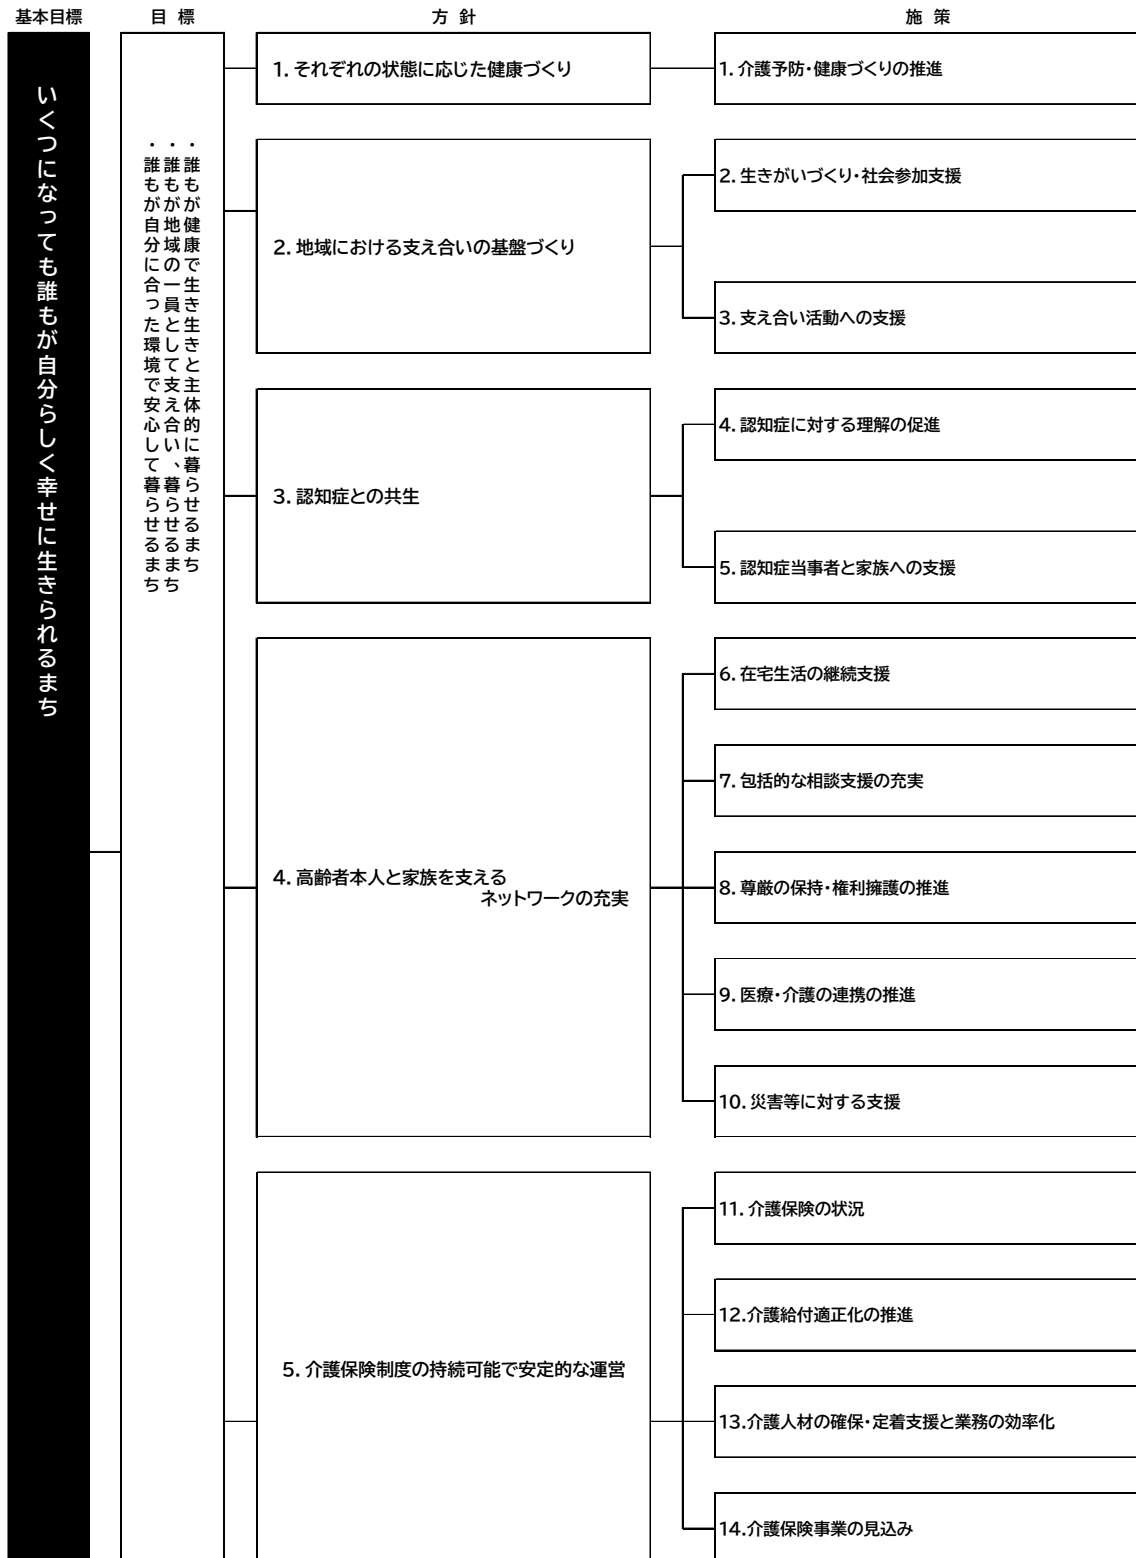 基本目標
目 標
方 針
施 策
いくつになっても誰もが自分らしく幸せに生きられるまち
・誰もが健康で生き生きと主体的に暮らせるまち
・誰もが地域の一員として支え合い、暮らせるまち
・誰もが自分に合った環境で安心して暮らせるまち
1. それぞれの状態に応じた健康づくり
1. 介護予防・健康づくりの推進
2. 地域における支え合いの基盤づくり
2. 生きがいづくり・社会参加支援
3. 支え合い活動への支援
3. 認知症との共生
4. 認知症に対する理解の促進
5. 認知症当事者と家族への支援
4. 高齢者本人と家族を支える
ネットワークの充実
6. 在宅生活の継続支援
7. 包括的な相談支援の充実
8. 尊厳の保持・権利擁護の推進
9. 医療・介護の連携の推進
10. 災害等に対する支援
5. 介護保険制度の持続可能で安定的な運営
11. 介護保険の状況
12.介護給付適正化の推進
13.介護人材の確保・定着支援と業務の効率化
14.介護保険事業の見込み